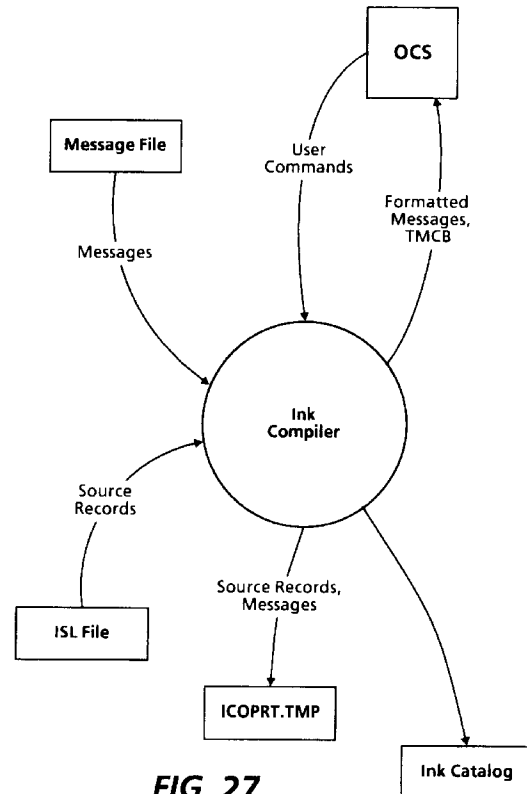 OCS
Message File
User
Commands
Formatted
Messages,
TMCB
Messages
Ink
Compiler
Source
Records
Source Records,
Messages
ISL File
ICOPRT.TMP
Ink Catalog
FIG. 27